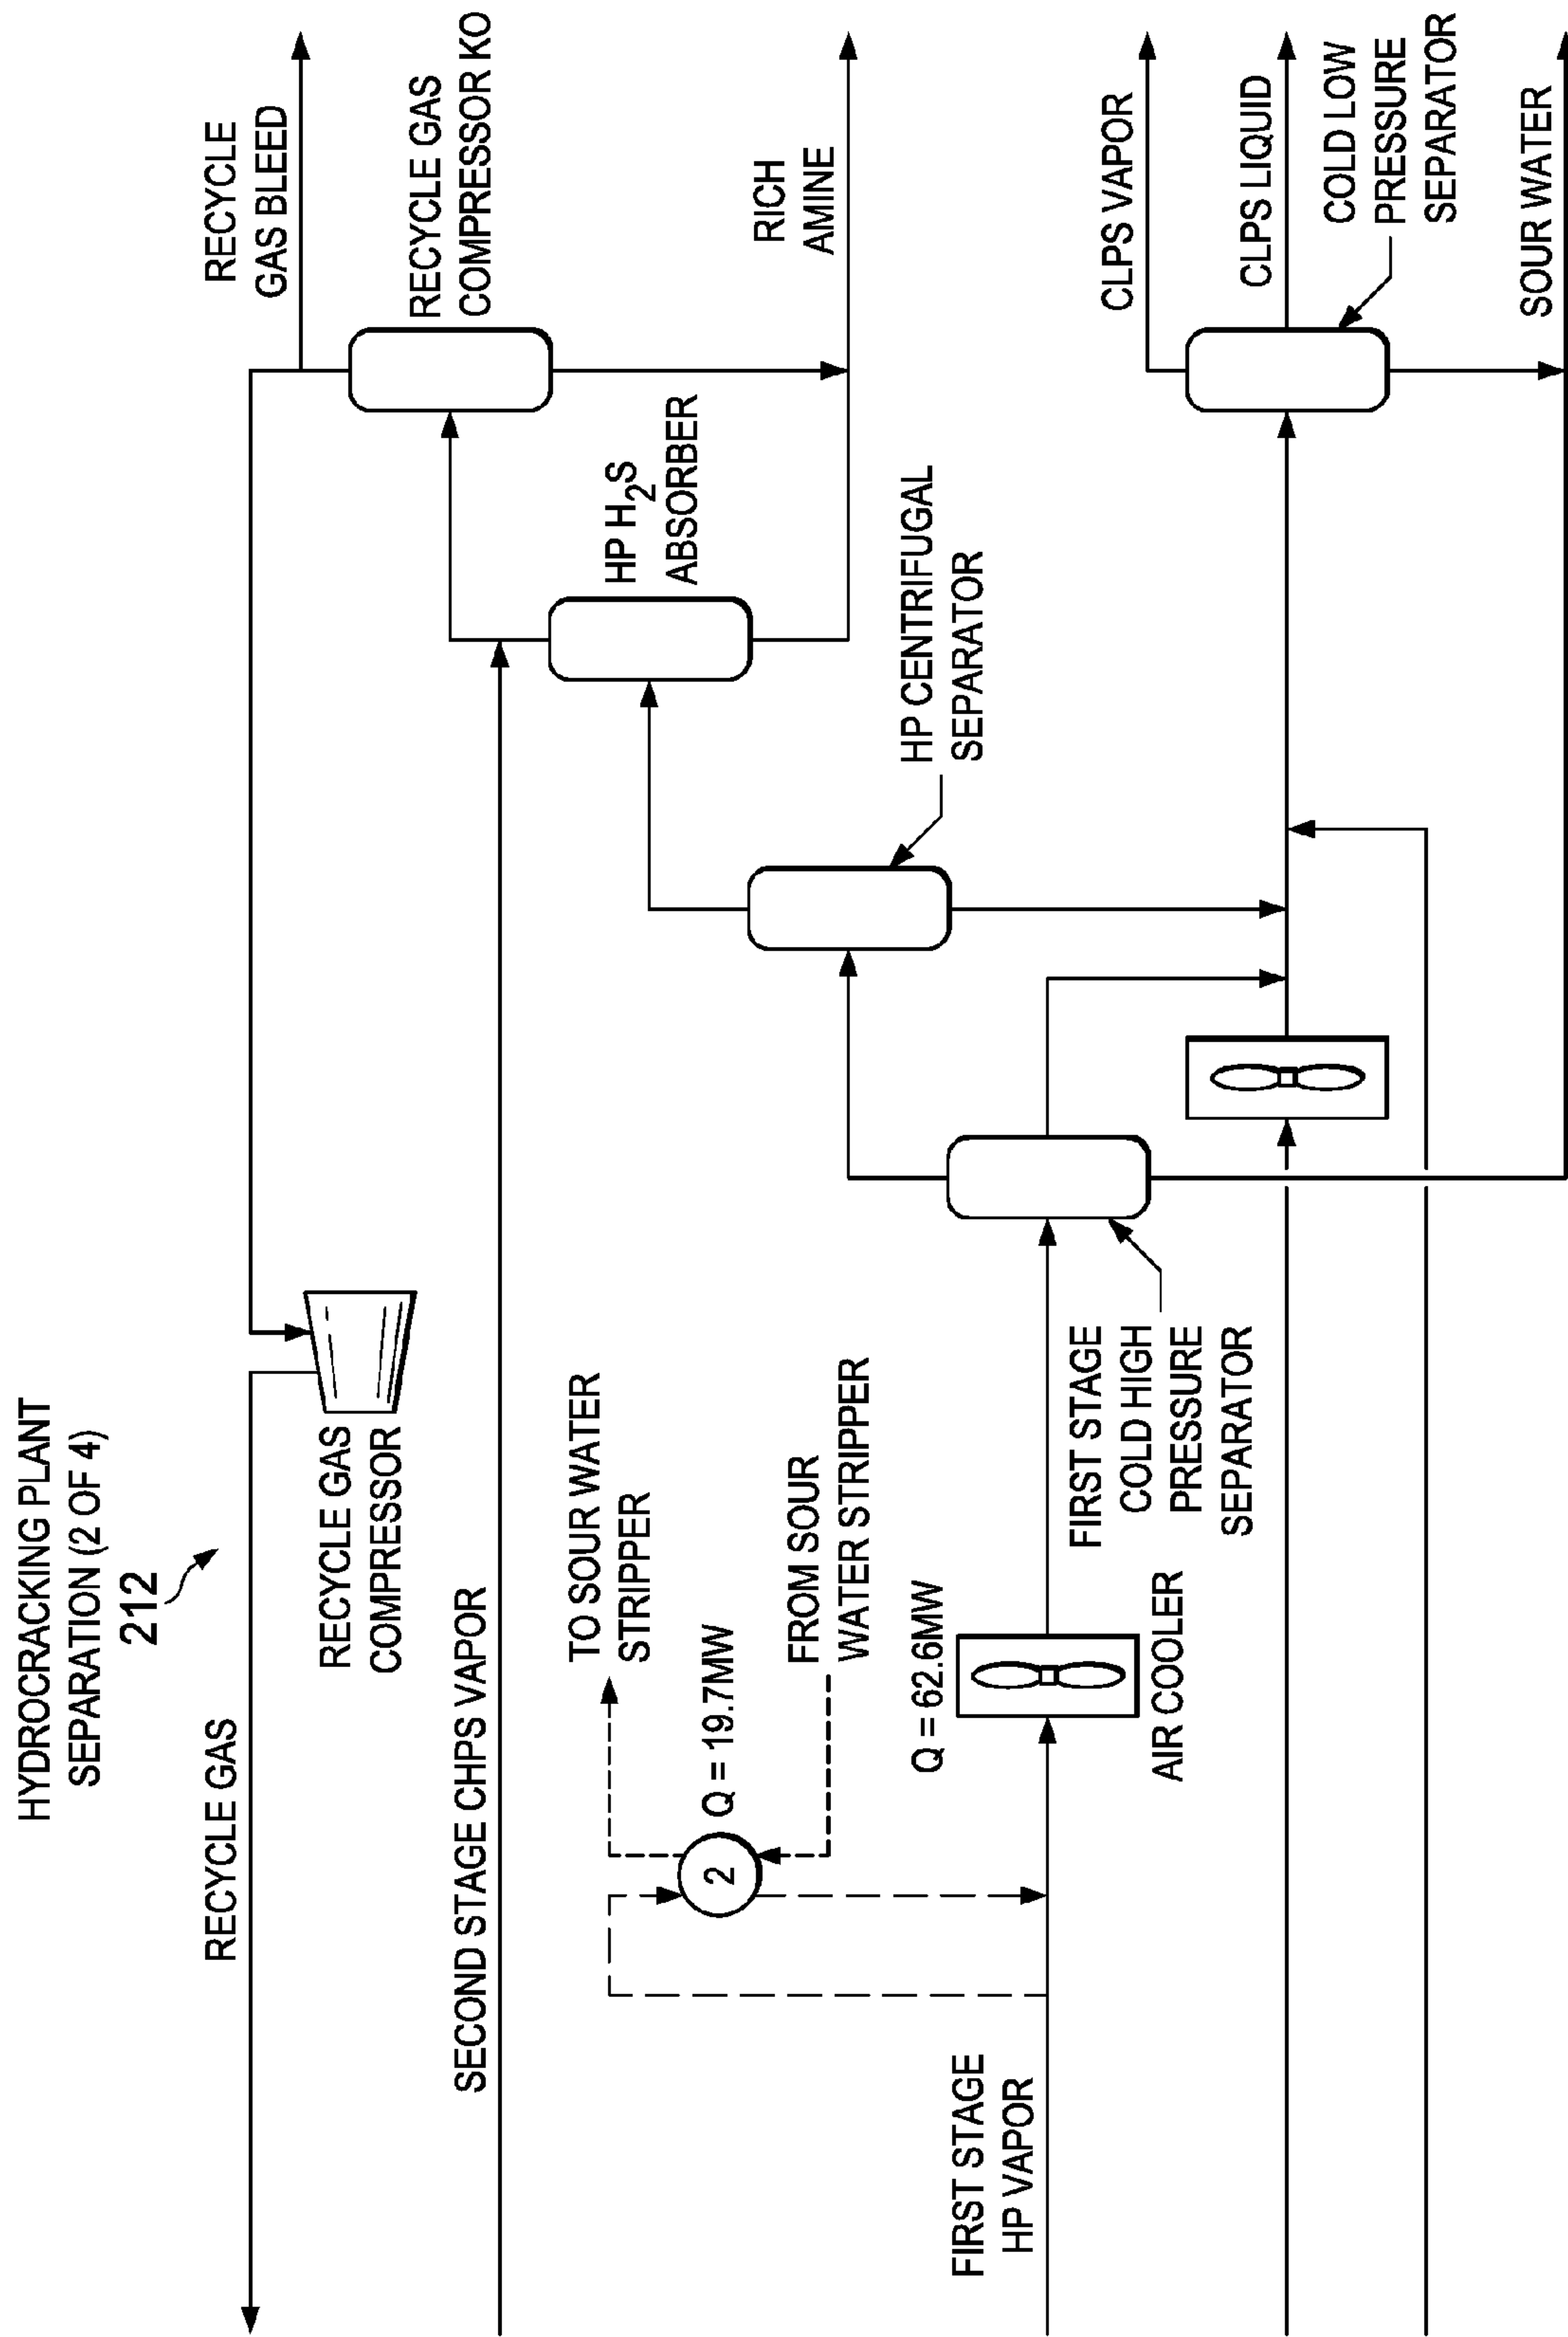 HYDROCRACKING PLANT
SEPARATION (2 OF 4)
212
RECYCLE GAS
RECYCLE GAS
COMPRESSOR
RECYCLE
GAS BLEED
RECYCLE GAS
COMPRESSOR KO
SECOND STAGE CHPS VAPOR
TO SOUR WATER
STRIPPER
2
Q = 19.7MW
FROM SOUR
WATER STRIPPER
HP H2S
ABSORBER
RICH
AMINE
HP CENTRIFUGAL
SEPARATOR
FIRST STAGE
HP VAPOR
Q = 62.6MW
AIR COOLER
FIRST STAGE
COLD HIGH
PRESSURE
SEPARATOR
CLPS VAPOR
CLPS LIQUID
COLD LOW
PRESSURE
SEPARATOR
SOUR WATER